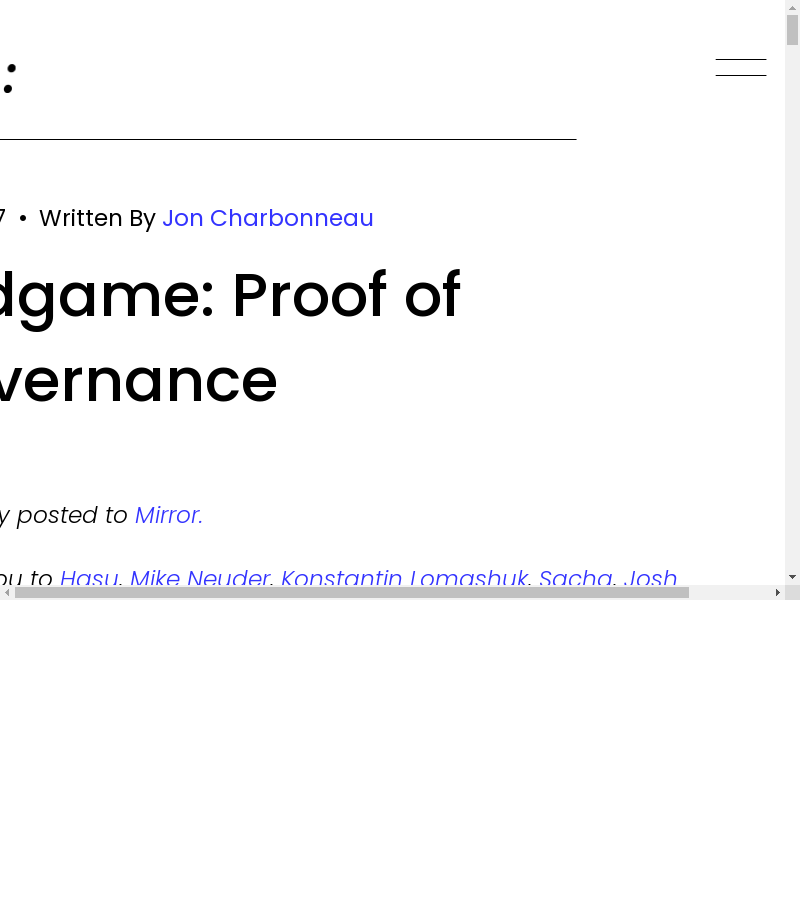 :
7 • Written By Jon Charbonneau
dgame: Proof of
vernance
y posted to Mirror.
ou to Hasu, Mike Neuder, Konstantin Lomashuk, Sacha, Josh